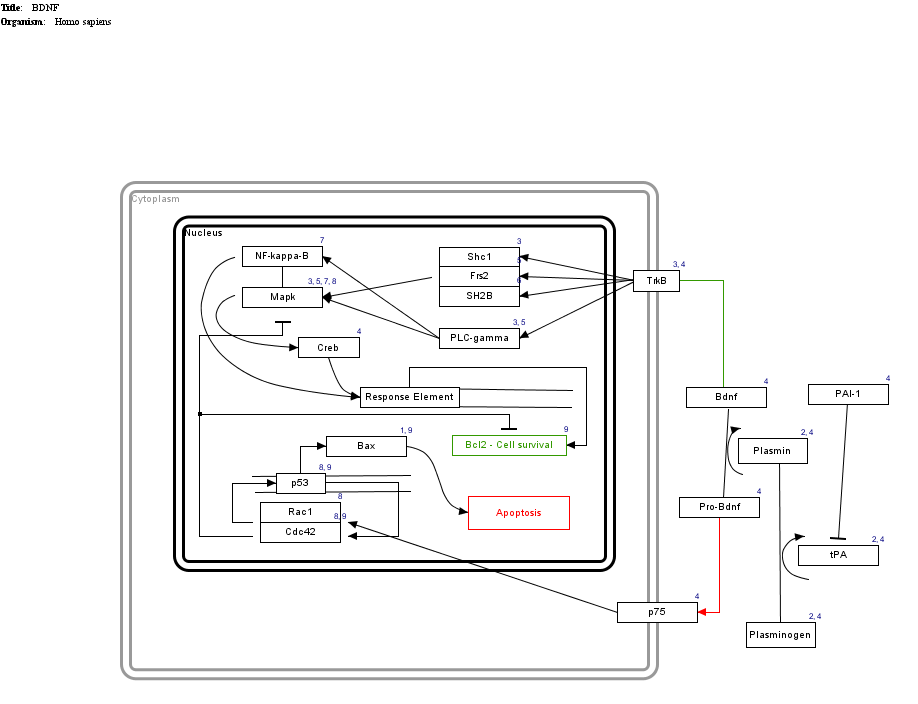 Title: BDNF
Organism: Homo sapiens
Cytoplasm
Nucleus
7
NF-kappa-B
3, 5, 7, 8
Mapk
3
Shc1
5
Frs2
6
SH2B
3, 5
PLC-gamma
3, 4
TrkB
4
Creb
Response Element
4
Bdnf
4
PAI-1
1, 9
Bax
9
Bcl2 - Cell survival
2, 4
Plasmin
8, 9
p53
8
Rac1
8, 9
Cdc42
Apoptosis
4
Pro-Bdnf
2, 4
tPA
4
p75
2, 4
Plasminogen